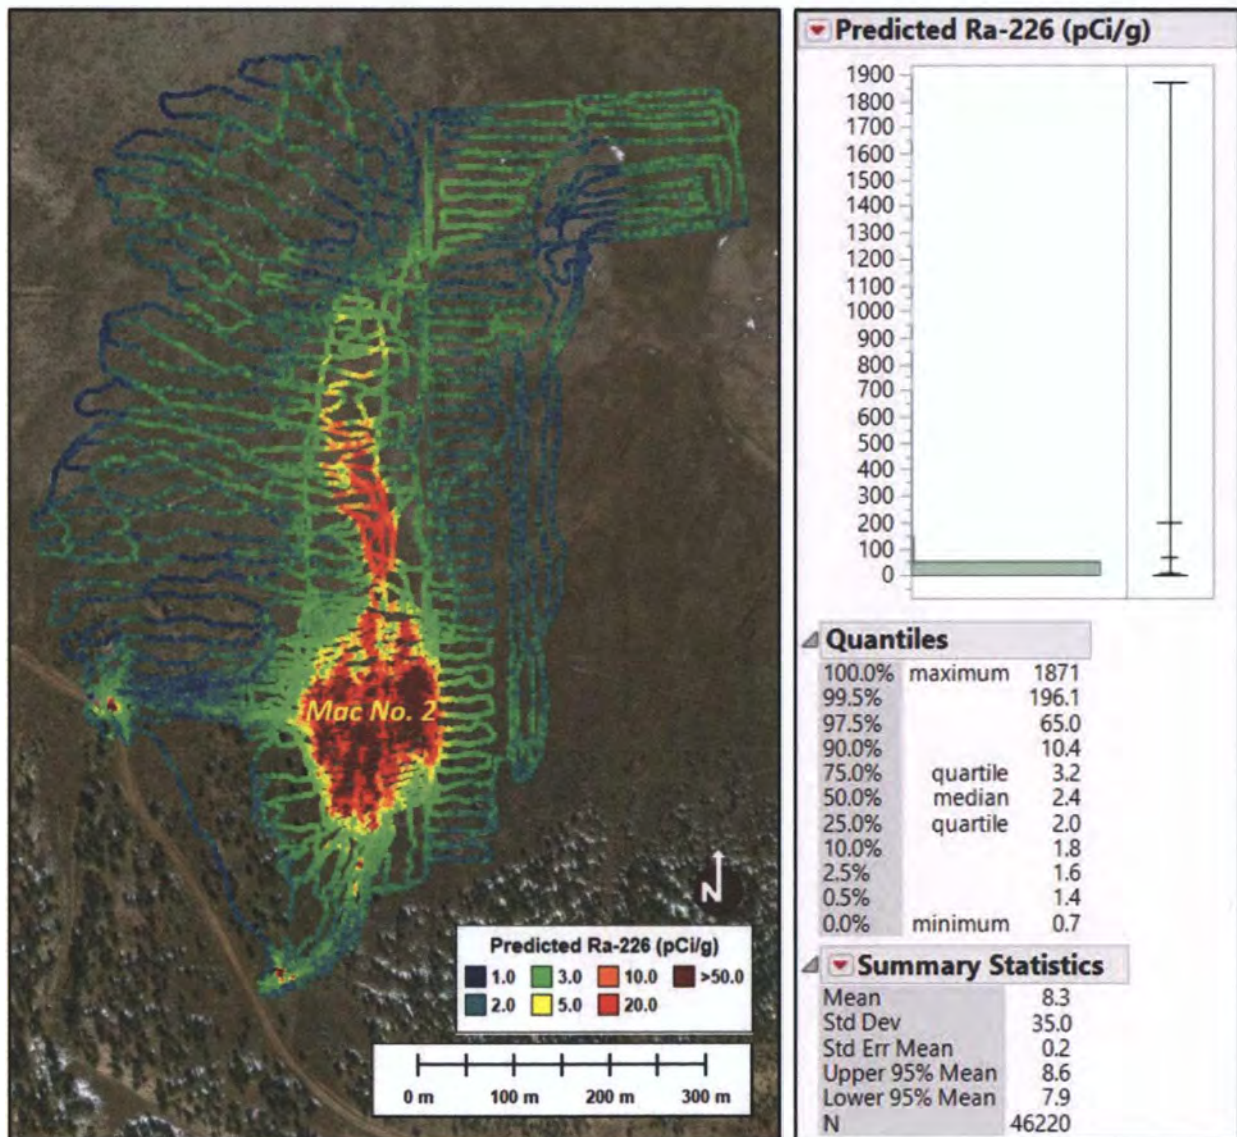 Mac No. 2
N
Predicted Ra-226 (pCi/g)
1.0 3.0 10.0 >50.0
2.0 5.0 20.0
0 m 100 m 200 m 300 m
Predicted Ra-226 (pCi/g)
1900
1800
1700
1600
1500
1400
1300
1200
1100
1000
900
800
700
600
500
400
300
200
100
0
Quantiles
100.0% maximum 1871
99.5% 196.1
97.5% 65.0
90.0% 10.4
75.0% quartile 3.2
50.0% median 2.4
25.0% quartile 2.0
10.0% 1.8
2.5% 1.6
0.5% 1.4
0.0% minimum 0.7
Summary Statistics
Mean 8.3
Std Dev 35.0
Std Err Mean 0.2
Upper 95% Mean 8.6
Lower 95% Mean 7.9
N 46220